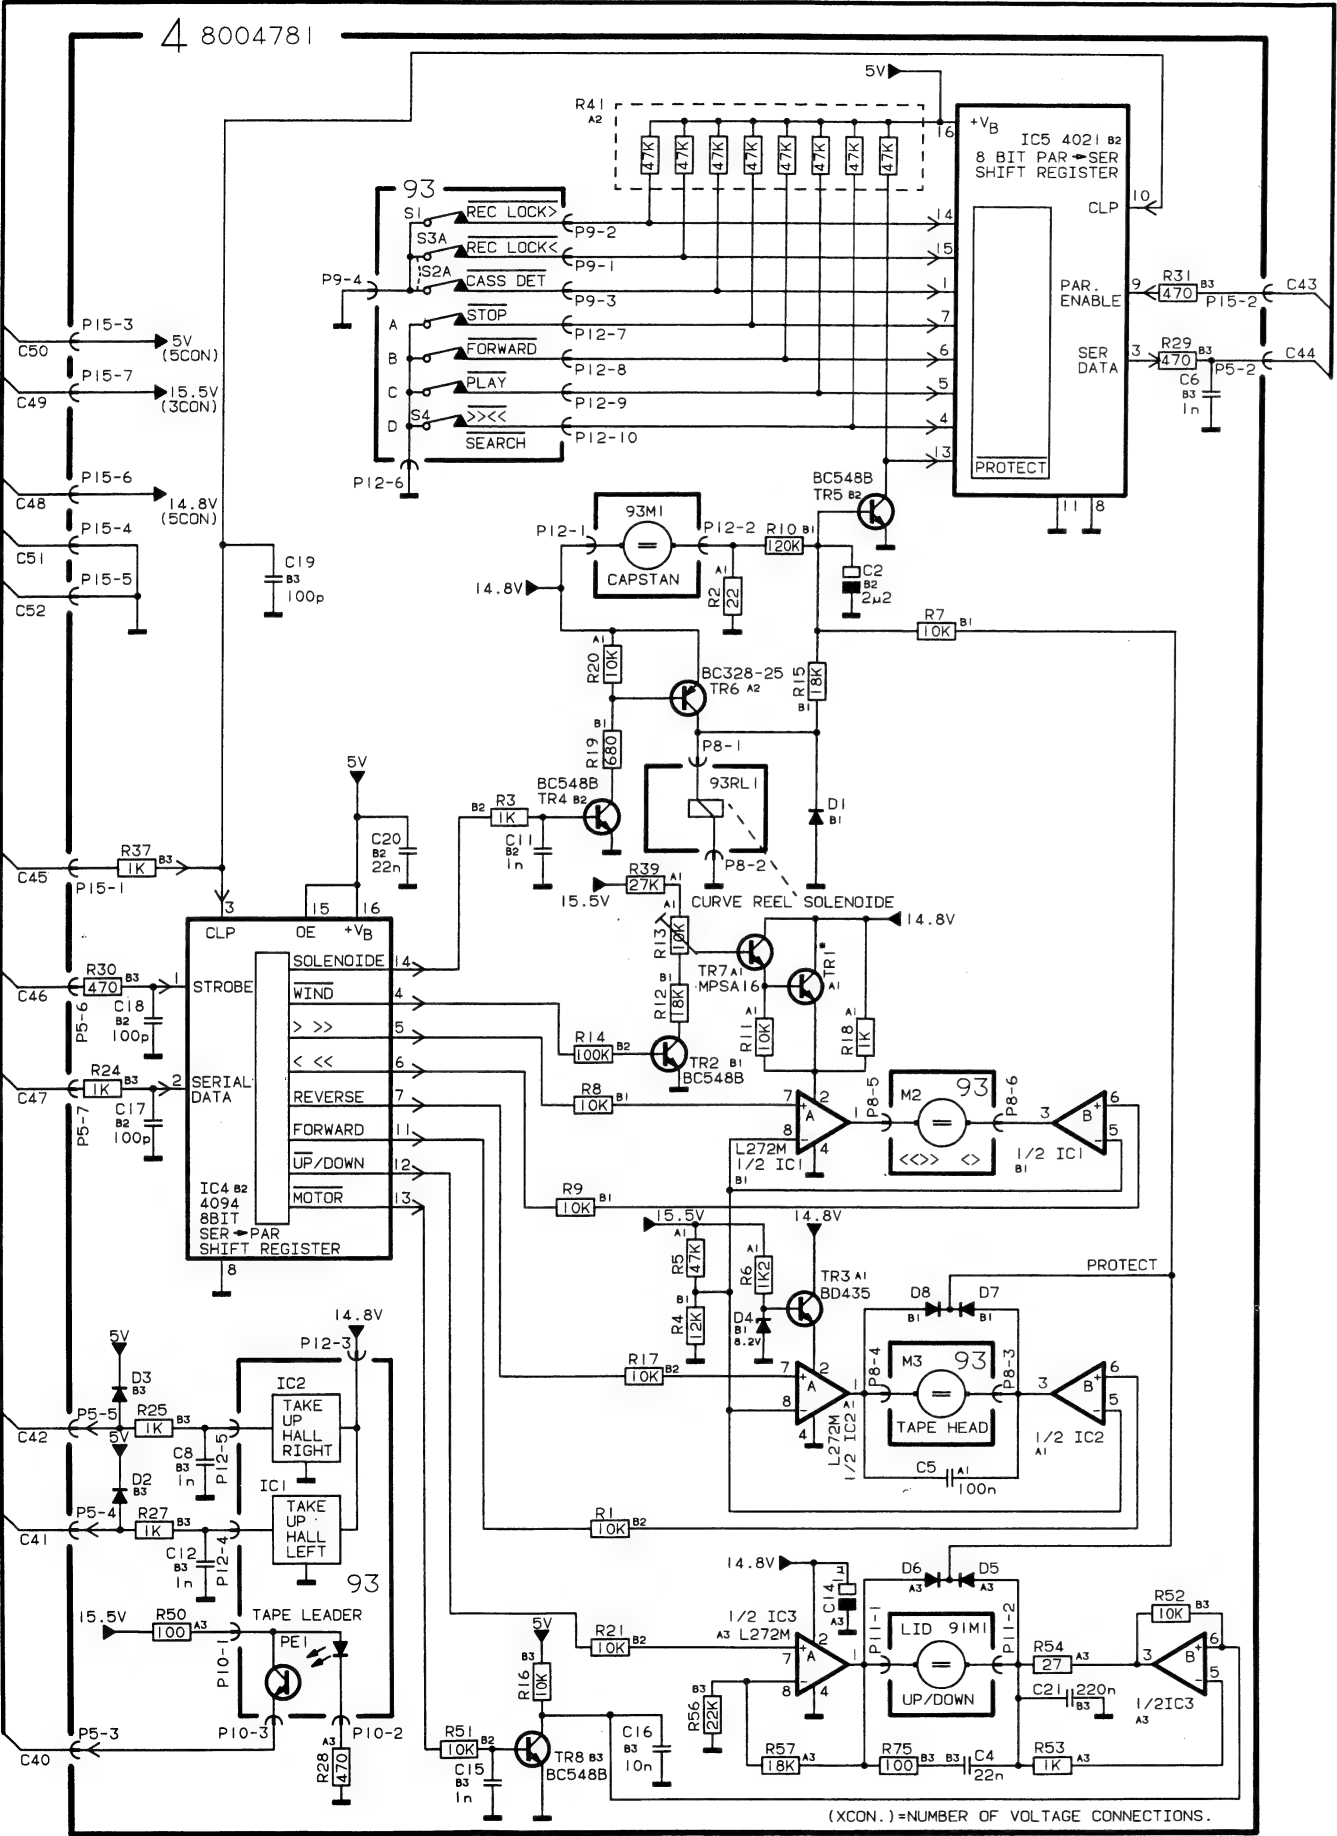 4 8004781
5V
R41
A2
47K 47K 47K 47K 47K 47K 47K 47K
16
+VB
IC5 4021 B2
8 BIT PAR SER
SHIFT REGISTER
10
CLP
93
S1
REC LOCK>
P9-2
14
S3A
REC LOCK<
P9-1
15
S2A
P9-4
CASS DET
P9-3
1
PAR.
ENABLE
9
R31
470
B3
P15-2
C43
A
STOP
P12-7
7
B
FORWARD
P12-8
6
SER
DATA
3
R29
470
B3
P5-2
C44
C
PLAY
P12-9
5
C6
B3
1n
D
S4
>><<
SEARCH
P12-10
4
13
PROTECT
11
8
P12-6
P15-3
C50
5V
(5CON)
P15-7
C49
15.5V
(3CON)
P15-6
C48
14.8V
(5CON)
P15-4
C51
P15-5
C52
C19
B3
100p
BC548B
TR5 B2
P12-1
93M1
CAPSTAN
P12-2
R10 B1
120K
14.8V
A1
R2
22
C2
B2
2µ2
R7
10K
B1
A1
R20
10K
BC328-25
TR6 A2
R15
18K
B1
B1
R19
680
P8-1
93RL1
P8-2
D1
B1
CURVE REEL SOLENOIDE
5V
C20
B2
22n
BC548B
TR4 B2
B2
R3
1K
C11
B2
1n
R37
1K
B3
C45
P15-1
R39
27K
A1
15.5V
A1
R13
10K
14.8V
3
15
16
CLP
OE
+VB
SOLENOIDE
14
WIND
4
> >>
5
< <<
6
REVERSE
7
FORWARD
11
UP/DOWN
12
MOTOR
13
STROBE
1
SERIAL
DATA
2
IC4 B2
4094
8BIT
SER PAR
SHIFT REGISTER
8
R30
470
B3
C46
P5-6
C18
B2
100p
R24
1K
B3
C47
P5-7
C17
B2
100p
TR7 A1
MPSA16
TR1*
A1
B1
R12
18K
A1
R11
10K
A1
R18
1K
R14
100K
B2
TR2 B1
BC548B
R8
10K
B1
7
+
A
2
8
-
4
1
L272M
1/2 IC1
B1
P8-5
M2
93
<<>> <>
P8-6
3
B
+
6
-
5
1/2 IC1
B1
R9
10K
B1
15.5V
A1
R5
47K
A1
R6
1K2
14.8V
TR3 A1
BD435
B1
R4
12K
D4
B1
8.2V
PROTECT
D8
B1
D7
B1
R17
10K
B2
7
+
A
2
8
-
4
1
L272M
1/2 IC2
A1
P8-4
M3
93
TAPE HEAD
P8-3
3
B
+
6
-
5
1/2 IC2
A1
C5
A1
100n
R1
10K
B2
14.8V
P12-3
5V
D3
B3
P5-5
R25
1K
B3
C42
C8
B3
1n
P12-5
IC2
TAKE
UP
HALL
RIGHT
5V
D2
B3
P5-4
R27
1K
B3
C41
C12
B3
1n
P12-4
IC1
TAKE
UP
HALL
LEFT
93
15.5V
R50
100
A3
P10-1
TAPE LEADER
PE1
P10-3
P10-2
P5-3
C40
A3
R28
470
14.8V
C14
1µ
A3
D6
A3
D5
A3
1/2 IC3
A3 L272M
R21
10K
B2
7
+
A
2
8
-
4
1
P11-1
LID 91M1
UP/DOWN
P11-2
R54
27
A3
3
R52
10K
B3
B
+
6
-
5
1/2IC3
A3
C21
220n
B3
5V
B3
R16
10K
R51
10K
B2
TR8 B3
BC548B
C15
B3
1n
C16
B3
10n
B3
R56
22K
R57
18K
A3
R75
100
B3
B3
C4
22n
R53
1K
A3
(XCON.)=NUMBER OF VOLTAGE CONNECTIONS.